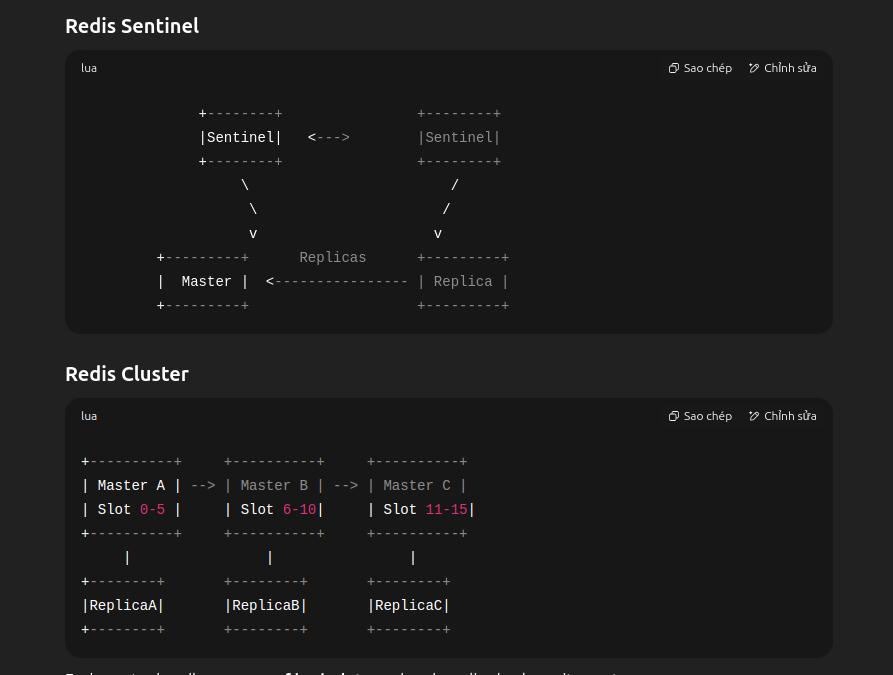 Redis Sentinel
lua Sao chép Chỉnh sửa
              +--------+                +--------+
              |Sentinel|   <--->        |Sentinel|
              +--------+                +--------+
                   \                        /
                    \                      /
                    v                     v
         +---------+      Replicas      +---------+
         |  Master |  <---------------- | Replica |
         +---------+                    +---------+
Redis Cluster
lua Sao chép Chỉnh sửa
+----------+     +----------+     +----------+
| Master A | --> | Master B | --> | Master C |
| Slot 0-5 |     | Slot 6-10|     | Slot 11-15|
+----------+     +----------+     +----------+
     |                |                |
+--------+       +--------+       +--------+
|ReplicaA|       |ReplicaB|       |ReplicaC|
+--------+       +--------+       +--------+